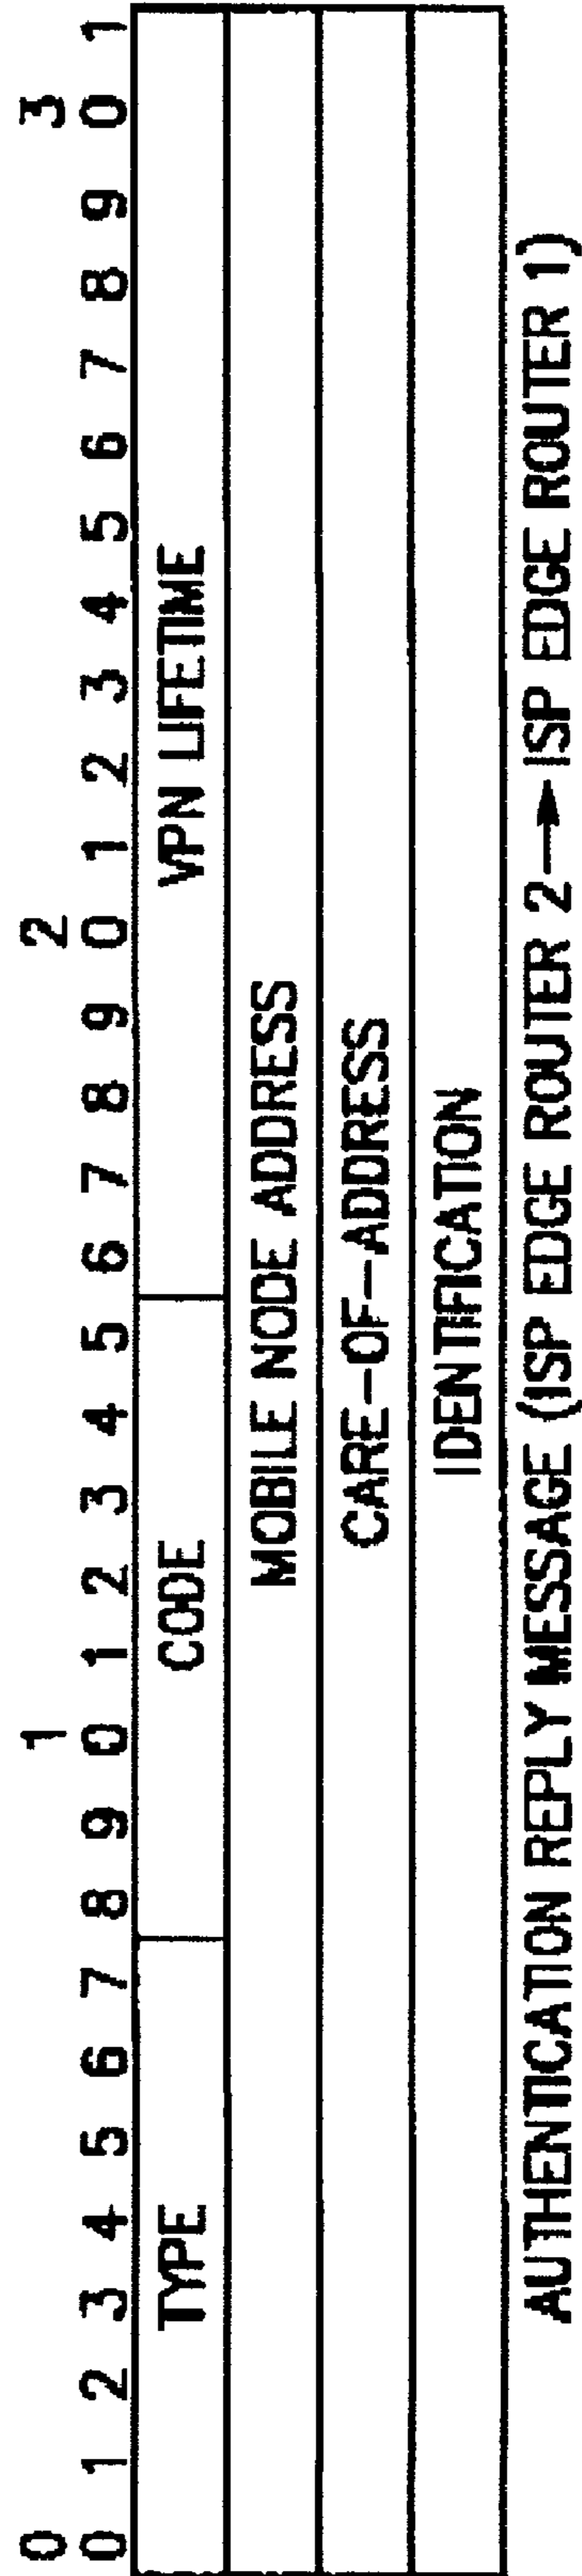 0 1 2 3
0 1 2 3 4 5 6 7 8 9 0 1 2 3 4 5 6 7 8 9 0 1 2 3 4 5 6 7 8 9 0 1
TYPE CODE VPN LIFETIME
MOBILE NODE ADDRESS
CARE-OF-ADDRESS
IDENTIFICATION
AUTHENTICATION REPLY MESSAGE (ISP EDGE ROUTER 2→ISP EDGE ROUTER 1)